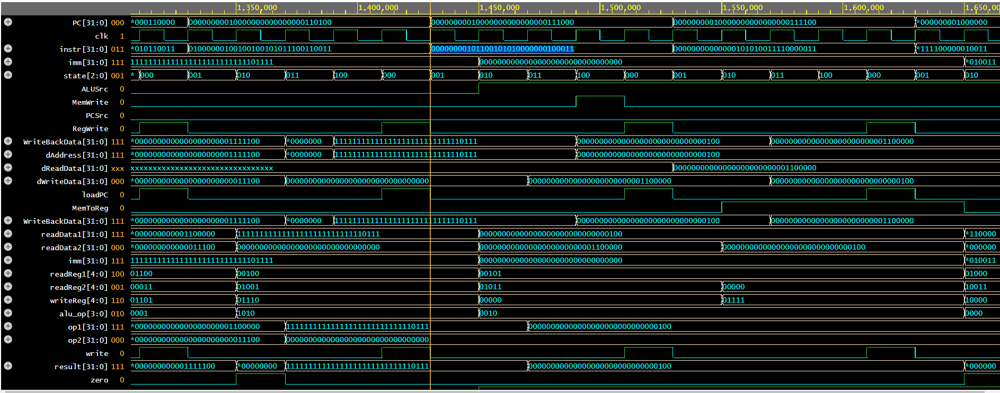 1,350,000 1,400,000 1,450,000 1,500,000 1,550,000 1,600,000 1,650,0
PC[31:0] 000 *000110000 00000000010000000000000000110100 00000000010000000000000000111000 00000000010000000000000000111100 *000000001000000
clk 1
instr[31:0] 011 *010110011 01000000100100100101011100110011 00000000101100101010000000100011 00000000000000101010011110000011 *111100000010011
imm[31:0] 111 11111111111111111111111111101111 00000000000000000000000000000000 *010011
state[2:0] 001 * 000 001 010 011 100 000 001 010 011 100 000 001 010 011 100 000 001 010
ALUSrc 0
MemWrite 0
PCSrc 0
RegWrite 0
WriteBackData[31:0] 111 *0000000000000000000001111100 *0000000 11111111111111111111111111110111 00000000000000000000000000000100 00000000000000000000000001100000
dAddress[31:0] 111 *0000000000000000000001111100 *0000000 11111111111111111111111111110111 00000000000000000000000000000100
dReadData[31:0] xxx xxxxxxxxxxxxxxxxxxxxxxxxxxxxxxxx 00000000000000000000000001100000
dWriteData[31:0] 000 *0000000000000000000000011100 00000000000000000000000000000000 00000000000000000000000001100000 00000000000000000000000000000100
loadPC 0
MemToReg 0
WriteBackData[31:0] 111 *0000000000000000000001111100 *0000000 11111111111111111111111111110111 00000000000000000000000000000100 00000000000000000000000001100000
readData1[31:0] 111 *000000000001100000 11111111111111111111111111110111 00000000000000000000000000000100 *110000
readData2[31:0] 000 *000000000000011100 00000000000000000000000000000000 00000000000000000000000001100000 00000000000000000000000000000100 *000000
imm[31:0] 111 11111111111111111111111111101111 00000000000000000000000000000000 *010011
readReg1[4:0] 100 01100 00100 00101 01000
readReg2[4:0] 001 00011 01001 01011 00000 10011
writeReg[4:0] 110 01101 01110 00000 01111 10000
alu_op[3:0] 010 0001 1010 0010 0000
op1[31:0] 111 *0000000000000000000001100000 11111111111111111111111111110111 00000000000000000000000000000100
op2[31:0] 000 *0000000000000000000000011100 00000000000000000000000000000000
write 0
result[31:0] 111 *000000000001111100 *00000000 11111111111111111111111111110111 00000000000000000000000000000100 *000000
zero 0